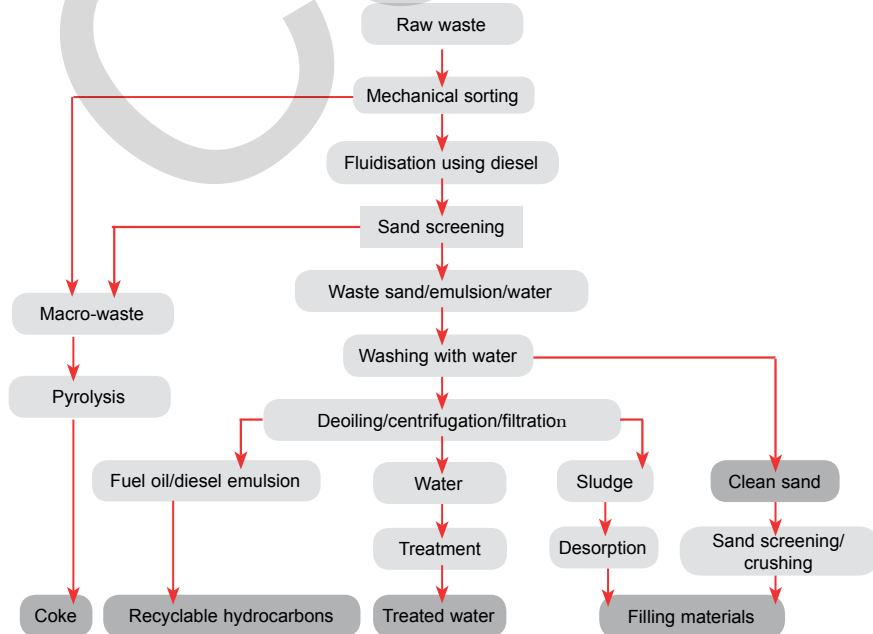 Raw waste
Mechanical sorting
Fluidisation using diesel
Sand screening
Waste sand/emulsion/water
Macro-waste
Washing with water
Pyrolysis
Deoiling/centrifugation/filtration
Fuel oil/diesel emulsion
Water
Sludge
Clean sand
Treatment
Desorption
Sand screening/
crushing
Coke
Recyclable hydrocarbons
Treated water
Filling materials